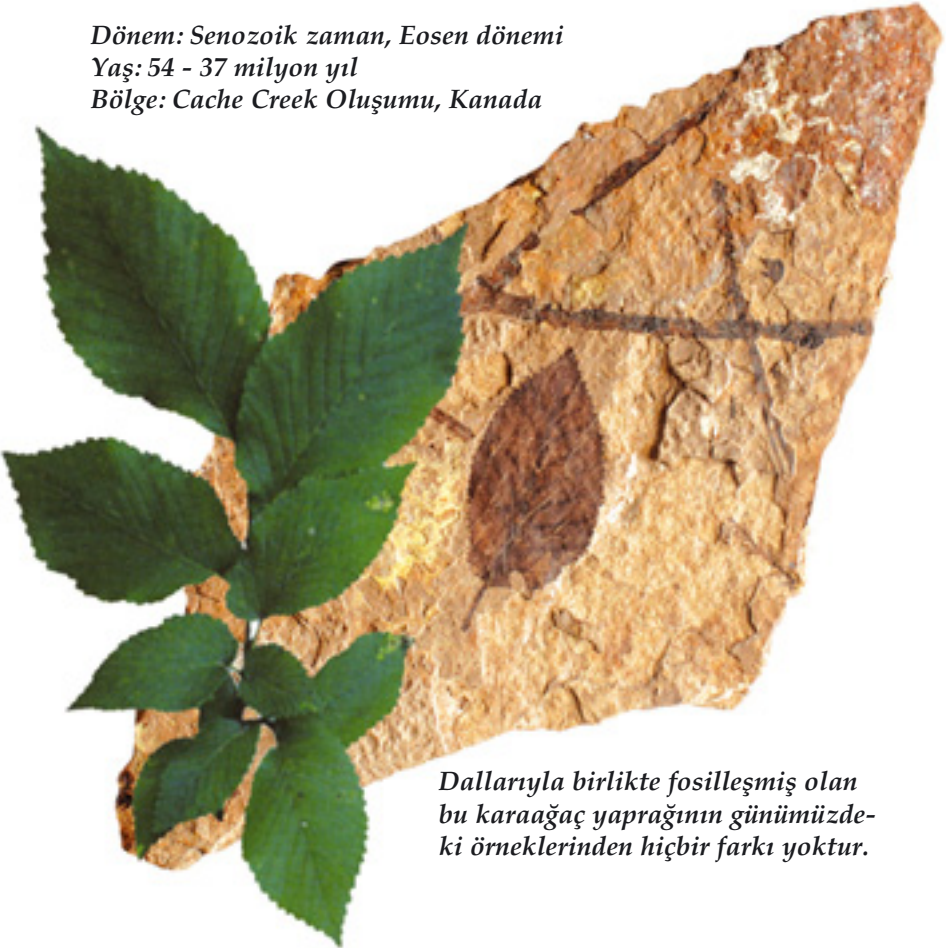 Dönem: Senozoik zaman, Eosen dönemi
Yaş: 54 - 37 milyon yıl
Bölge: Cache Creek Oluşumu, Kanada
Dallarıyla birlikte fosilleşmiş olan
bu karaağaç yaprağının günümüzde-
ki örneklerinden hiçbir farkı yoktur.